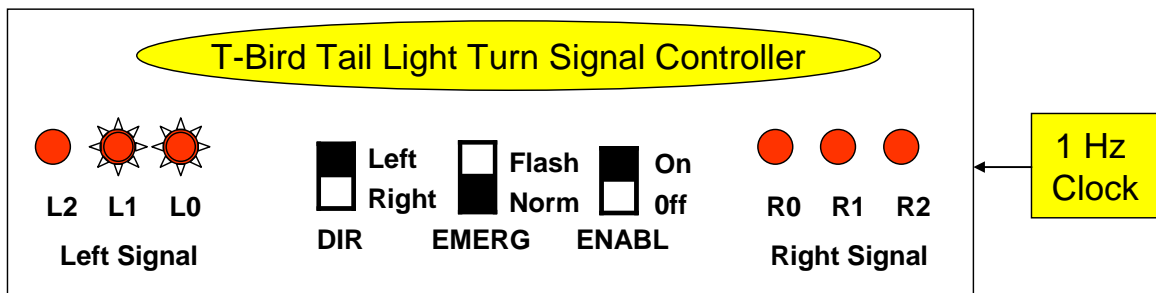 T-Bird Tail Light Turn Signal Controller
Left
Right
Flash
Norm
On
0ff
L2 L1 L0
R0 R1 R2
DIR EMERG ENABL
Left Signal
Right Signal
1 Hz
Clock